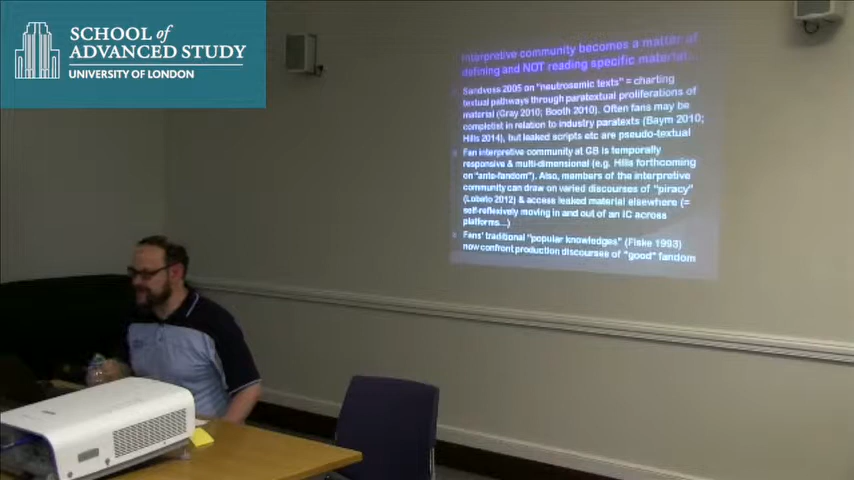 SCHOOL of
ADVANCED STUDY
UNIVERSITY OF LONDON
Interpretive community becomes a matter of
defining and NOT reading specific material...
Sandvoss 2005 on "neutrosemic texts" = charting
textual pathways through paratextual proliferations of
material (Gray 2010; Booth 2010). Often fans may be
completist in relation to industry paratexts (Baym 2010;
Hills 2014), but leaked scripts etc are pseudo-textual
Fan interpretive community at GB is temporally
responsive & multi-dimensional (e.g. Hills forthcoming
on "ante-fandom"). Also, members of the interpretive
community can draw on varied discourses of "piracy"
(Lobato 2012) & access leaked material elsewhere (=
self-reflexively moving in and out of an IC across
platforms...)
Fans' traditional "popular knowledges" (Fiske 1993)
now confront production discourses of "good" fandom